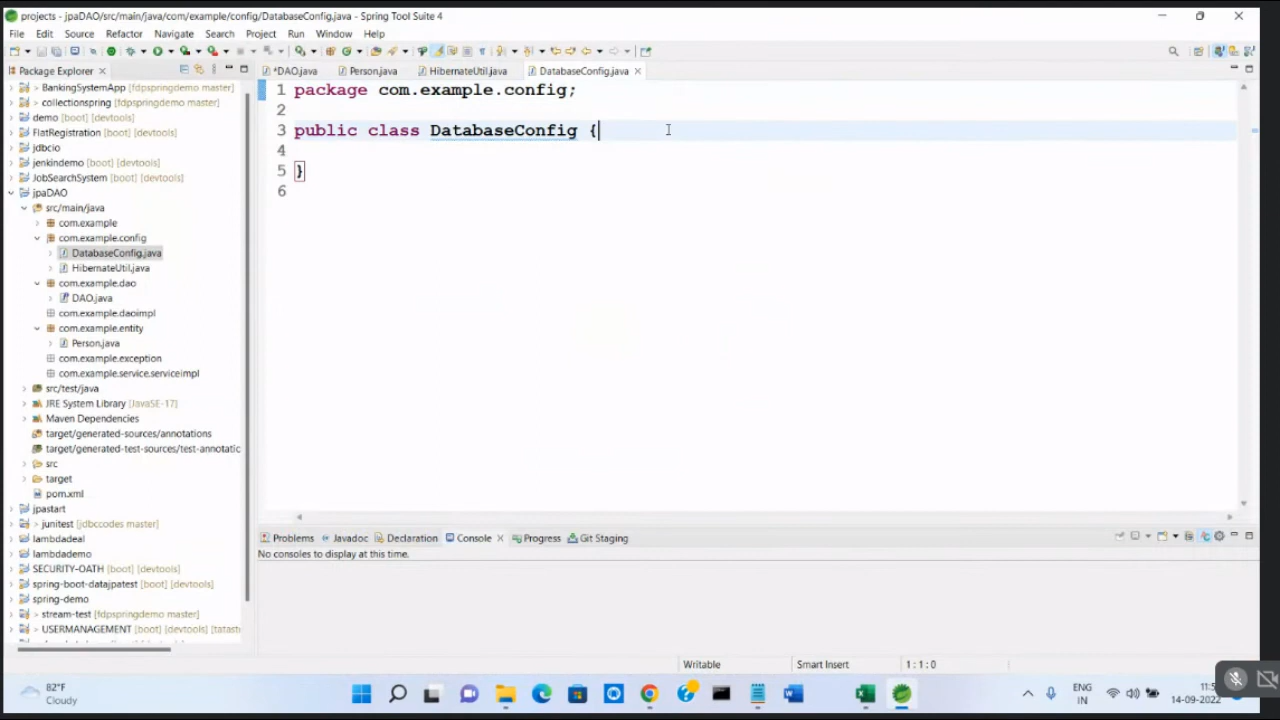 projects - jpaDAO/src/main/java/com/example/config/DatabaseConfig.java - Spring Tool Suite 4
File Edit Source Refactor Navigate Search Project Run Window Help
Package Explorer
*DAO.java Person.java HibernateUtil.java DatabaseConfig.java
> BankingSystemApp [fdpspringdemo master]
> collectionspring [fdpspringdemo master]
demo [devtools]
FlatRegistration [devtools]
jdbcio
jenkindemo [boot] [devtools]
JobSearchSystem [boot] [devtools]
jpaDAO
src/main/java
com.example
com.example.config
DatabaseConfig.java
HibernateUtil.java
com.example.dao
DAO.java
com.example.daoimpl
com.example.entity
Person.java
com.example.exception
com.example.service.serviceimpl
src/test/java
JRE System Library [JavaSE-17]
Maven Dependencies
target/generated-sources/annotations
target/generated-test-sources/test-annotatic
src
target
pom.xml
jpastart
> junitest [jdbccodes master]
lambdadeal
lambdademo
SECURITY-OATH [boot] [devtools]
spring-boot-datajpatest [boot] [devtools]
spring-demo
> stream-test [fdpspringdemo master]
> USERMANAGEMENT [boot] [devtools] [tatast
1 package com.example.config;
2
3 public class DatabaseConfig {
4
5 }
6
Problems Javadoc Declaration Console Progress Git Staging
No consoles to display at this time.
Writable Smart Insert 1 : 1 : 0
82°F
Cloudy
ENG
IN
14-09-2022